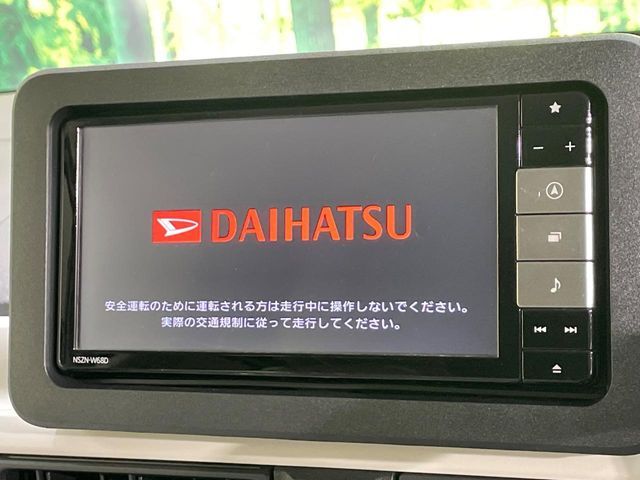 DAIHATSU
安全運転のために運転される方は走行中に操作しないでください。
実際の交通規制に従って走行してください。
NSZN-W68D